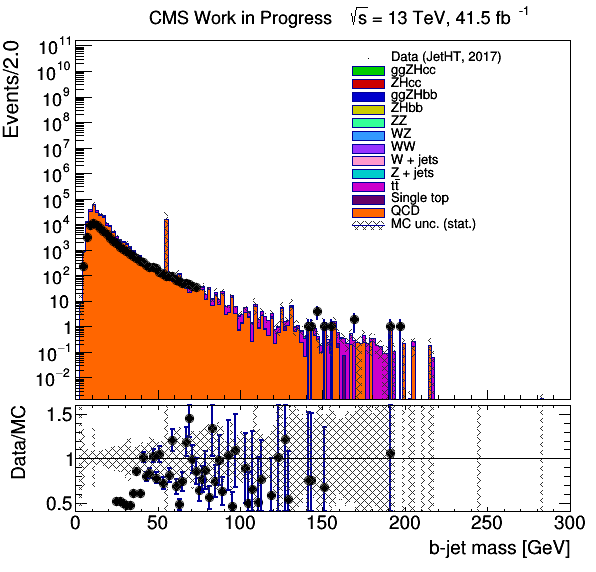 CMS Work in Progress √s = 13 TeV, 41.5 fb⁻¹
Events/2.0
10¹¹
10¹⁰
10⁹
10⁸
10⁷
10⁶
10⁵
10⁴
10³
10²
10
1
10⁻¹
10⁻²
Data (JetHT, 2017)
ggZHcc
ZHcc
ggZHbb
ZHbb
ZZ
WZ
WW
W + jets
Z + jets
tt̄
Single top
QCD
MC unc. (stat.)
Data/MC
1.5
1
0.5
0 50 100 150 200 250 300
b-jet mass [GeV]